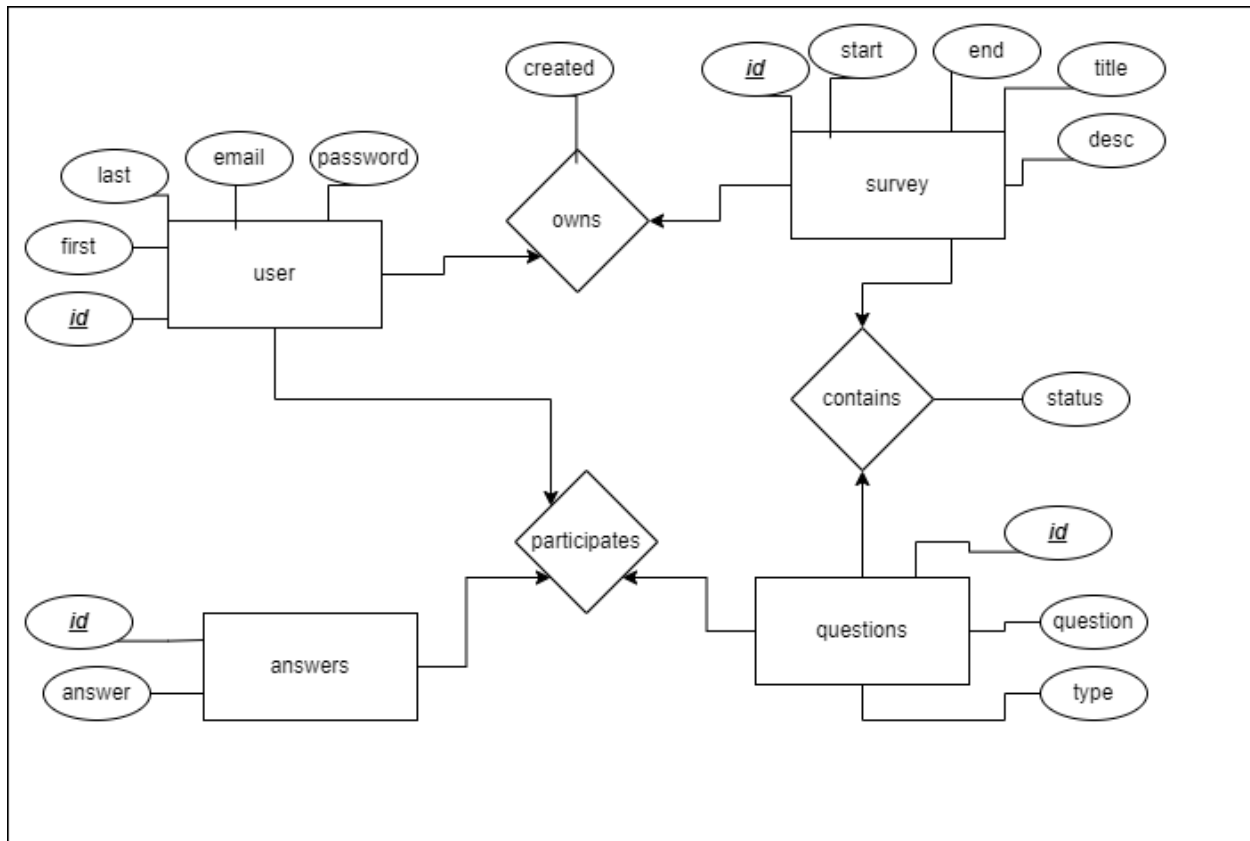 start
end
created
id
title
email
password
desc
last
survey
owns
first
user
id
contains
status
id
participates
id
question
questions
answers
answer
type